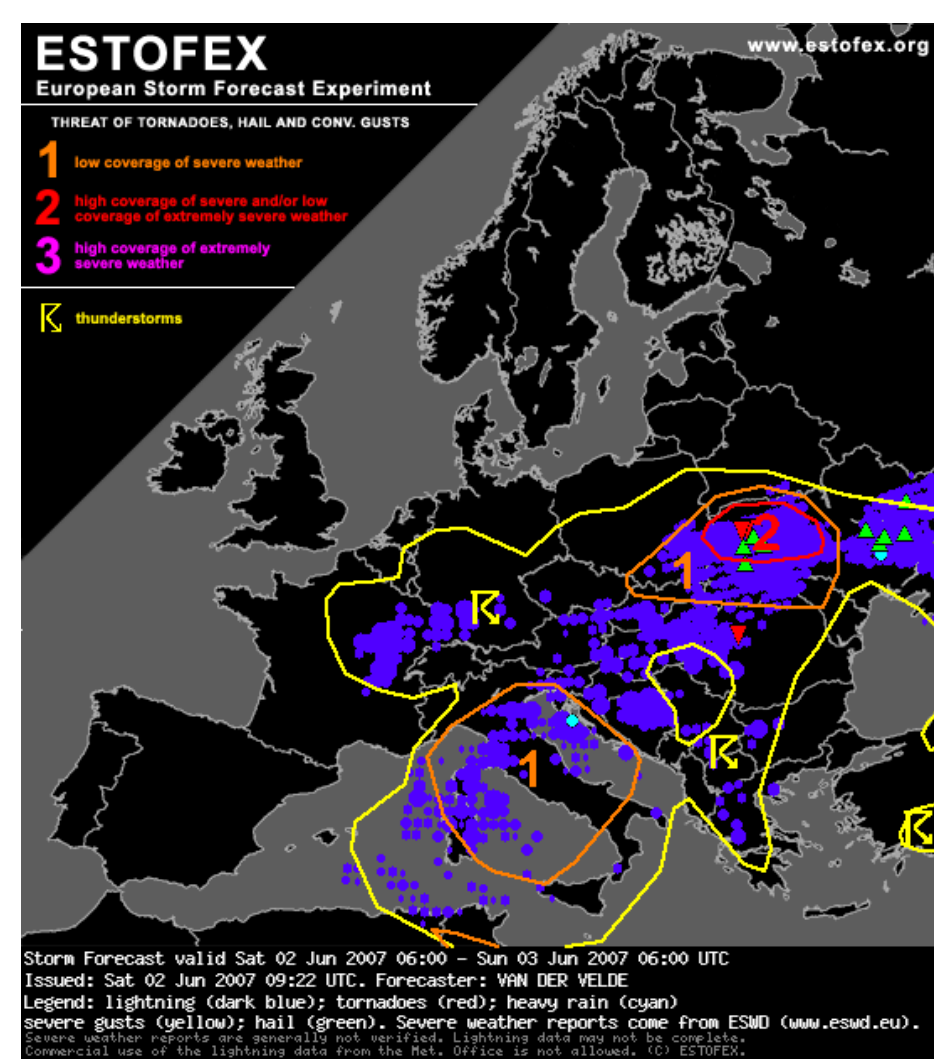 ESTOFEX
www.estofex.org
European Storm Forecast Experiment
THREAT OF TORNADOES, HAIL AND CONV. GUSTS
1 low coverage of severe weather
2 high coverage of severe and/or low
coverage of extremely severe weather
3 high coverage of extremely
severe weather
thunderstorms
2
1
1
Storm Forecast valid Sat 02 Jun 2007 06:00 - Sun 03 Jun 2007 06:00 UTC
Issued: Sat 02 Jun 2007 09:22 UTC. Forecaster: VAN DER VELDE
Legend: lightning (dark blue); tornadoes (red); heavy rain (cyan)
severe gusts (yellow); hail (green). Severe weather reports come from ESWD (www.eswd.eu).
Severe weather reports are generally not verified. Lightning data may not be complete.
Commercial use of the lightning data from the Met. Office is not allowed. (C) ESTOFEX.